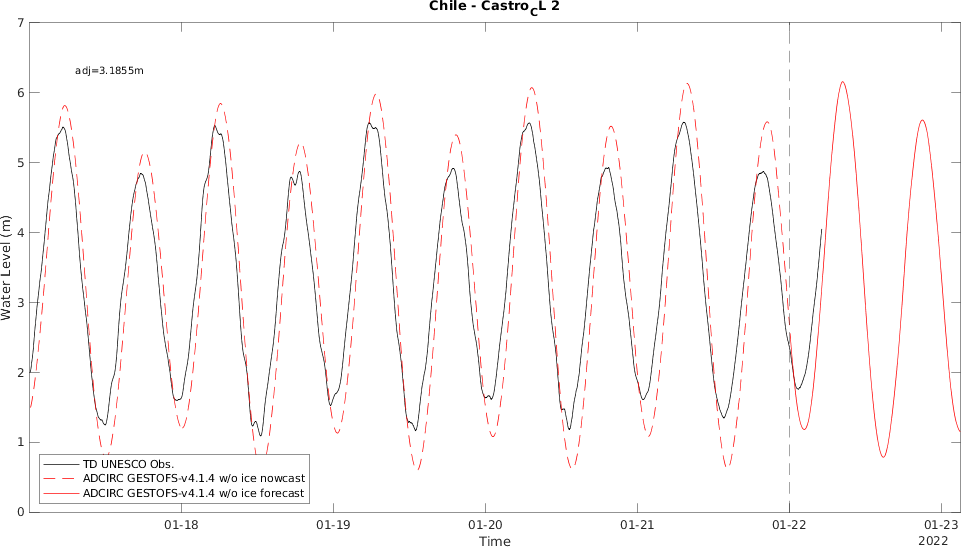 Chile - Castro_CL 2
7
adj=3.1855m
6
5
4
3
2
1
0
Water Level (m)
TD UNESCO Obs.
ADCIRC GESTOFS-v4.1.4 w/o ice nowcast
ADCIRC GESTOFS-v4.1.4 w/o ice forecast
01-18 01-19 01-20 01-21 01-22 01-23
Time
2022